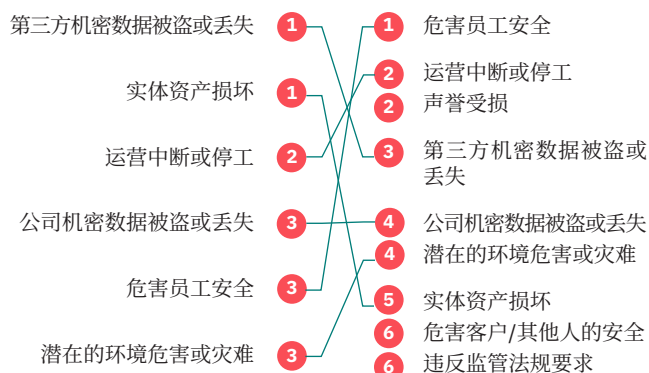 第三方机密数据被盗或丢失 1
实体资产损坏 1
运营中断或停工 2
公司机密数据被盗或丢失 3
危害员工安全 3
潜在的环境危害或灾难 3
1 危害员工安全
2 运营中断或停工
2 声誉受损
3 第三方机密数据被盗或
丢失
4 公司机密数据被盗或丢失
4 潜在的环境危害或灾难
5 实体资产损坏
6 危害客户/其他人的安全
6 违反监管法规要求